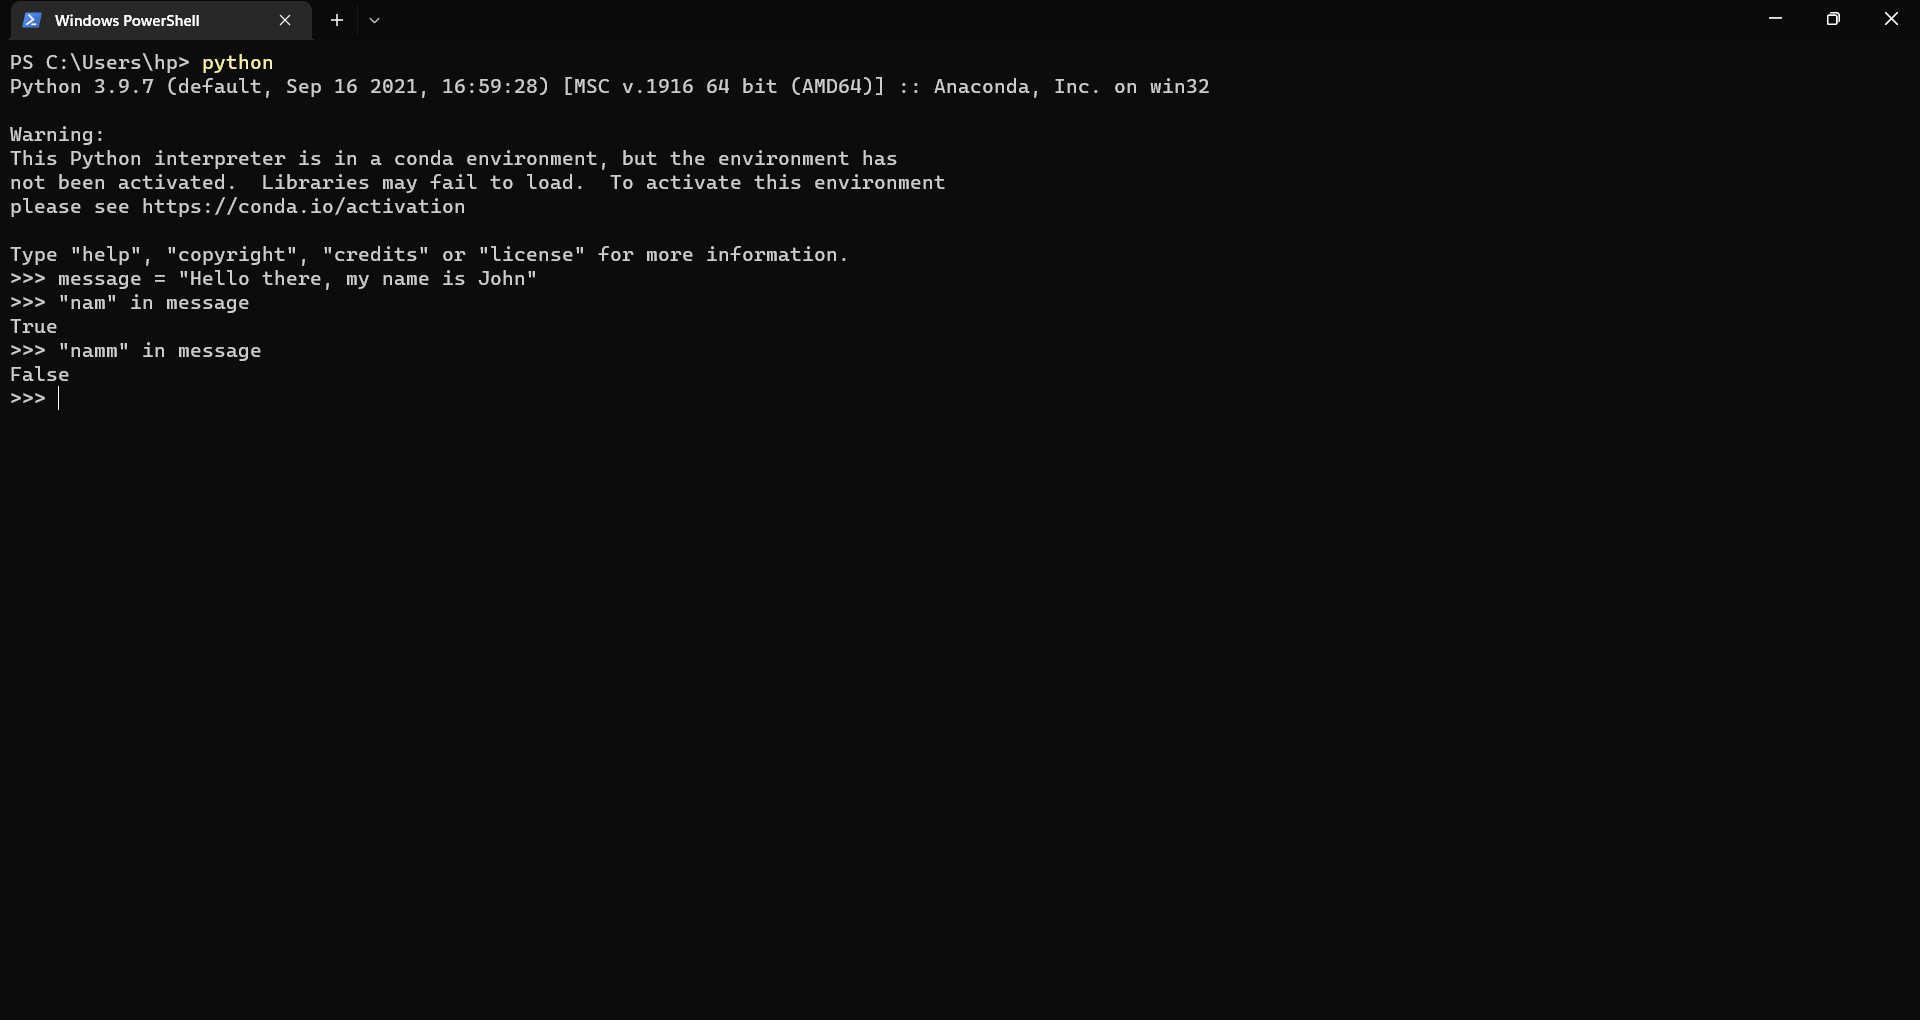 Windows PowerShell
PS C:\Users\hp> python
Python 3.9.7 (default, Sep 16 2021, 16:59:28) [MSC v.1916 64 bit (AMD64)] :: Anaconda, Inc. on win32
Warning:
This Python interpreter is in a conda environment, but the environment has
not been activated.  Libraries may fail to load.  To activate this environment
please see https://conda.io/activation
Type "help", "copyright", "credits" or "license" for more information.
>>> message = "Hello there, my name is John"
>>> "nam" in message
True
>>> "namm" in message
False
>>>